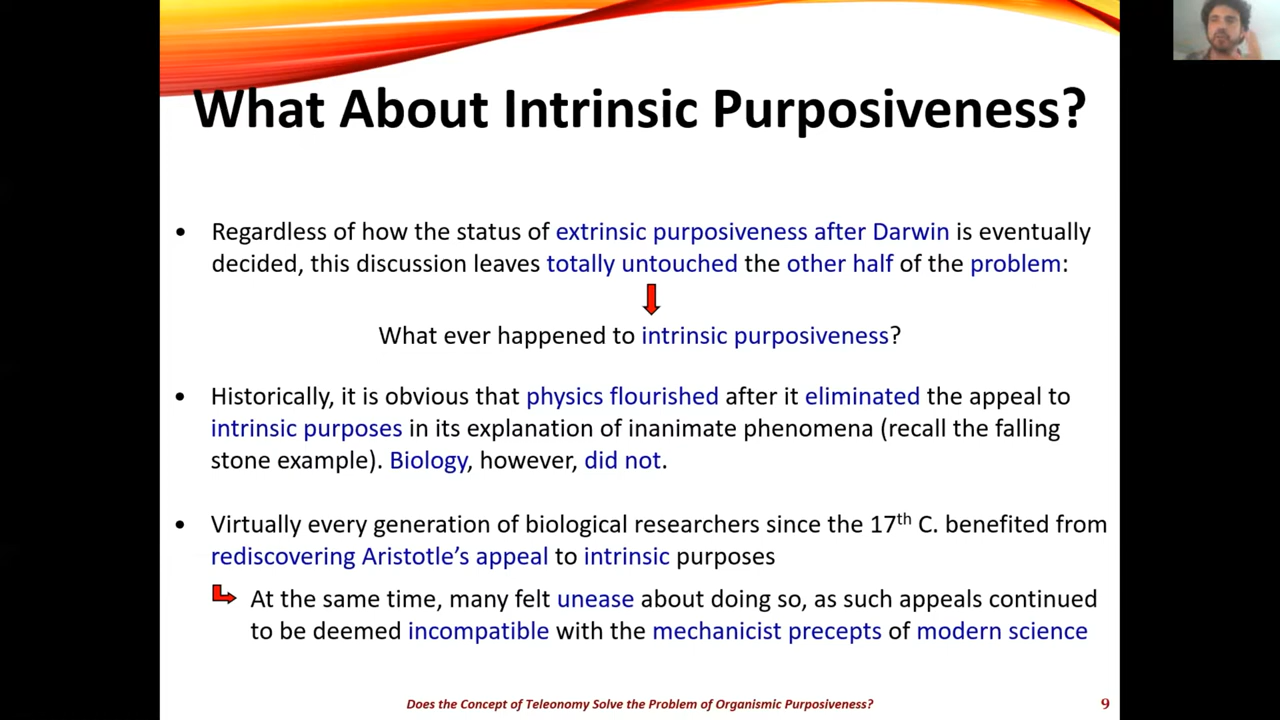 What About Intrinsic Purposiveness?
• Regardless of how the status of extrinsic purposiveness after Darwin is eventually
decided, this discussion leaves totally untouched the other half of the problem:
What ever happened to intrinsic purposiveness?
• Historically, it is obvious that physics flourished after it eliminated the appeal to
intrinsic purposes in its explanation of inanimate phenomena (recall the falling
stone example). Biology, however, did not.
• Virtually every generation of biological researchers since the 17th C. benefited from
rediscovering Aristotle's appeal to intrinsic purposes
At the same time, many felt unease about doing so, as such appeals continued
to be deemed incompatible with the mechanicist precepts of modern science
Does the Concept of Teleonomy Solve the Problem of Organismic Purposiveness?
9